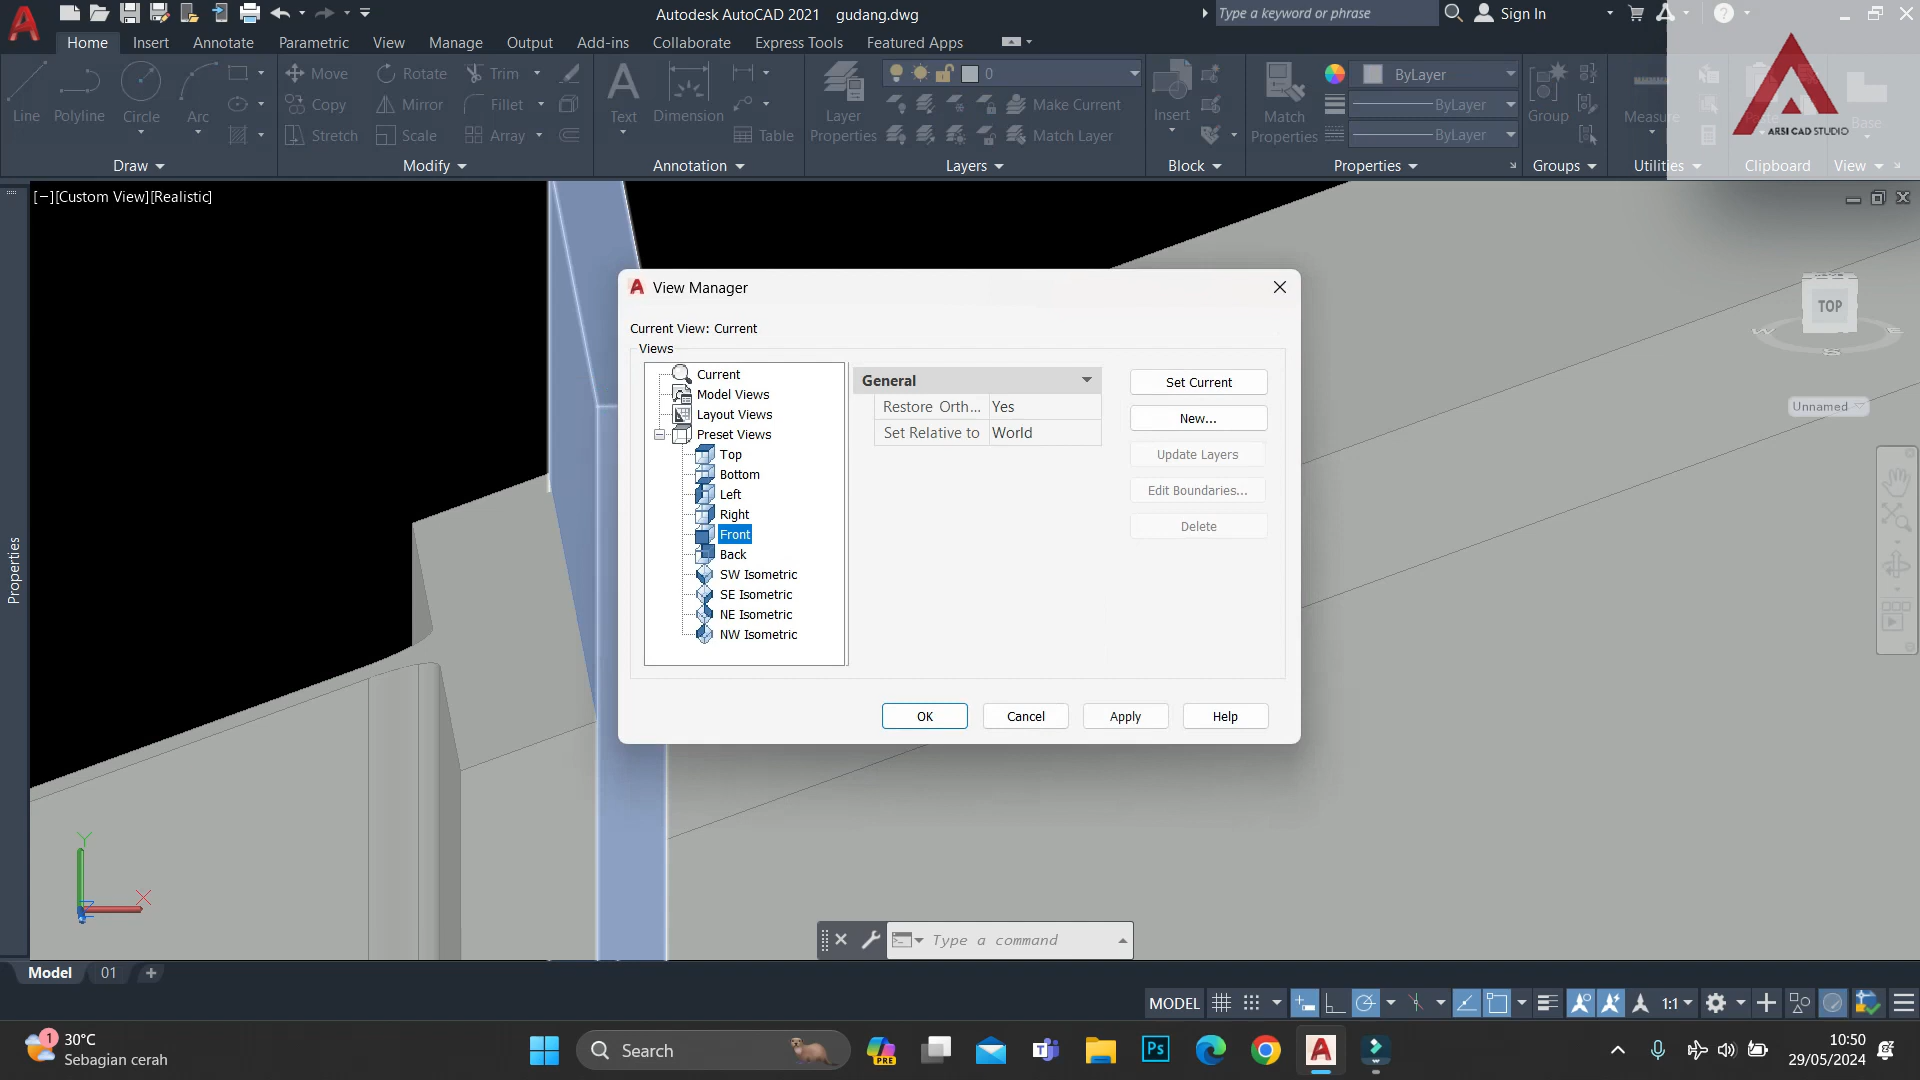 Autodesk AutoCAD 2021 gudang.dwg
Type a keyword or phrase
Sign In
Home Insert Annotate Parametric View Manage Output Add-ins Collaborate Express Tools Featured Apps
Line Polyline Circle Arc
Move Rotate Trim
Copy Mirror Fillet
Stretch Scale Array
Text Dimension Table
Layer Properties
0
Make Current
Match Layer
Insert
Match Properties
ByLayer
ByLayer
ByLayer
Group
Base
ARSI CAD STUDIO
Draw Modify Annotation Layers Block Properties Groups Utilities Clipboard View
[−][Custom View][Realistic]
View Manager
Current View: Current
Views
Current
Model Views
Layout Views
Preset Views
Top
Bottom
Left
Right
Front
Back
SW Isometric
SE Isometric
NE Isometric
NW Isometric
General
Restore Orth... Yes
Set Relative to World
Set Current
New...
Update Layers
Edit Boundaries...
Delete
OK Cancel Apply Help
TOP
W
E
S
Unnamed
Properties
Y
X
Z
Type a command
Model 01 +
MODEL 1:1
1
30°C
Sebagian cerah
Search
PRE
Ps
10:50
29/05/2024